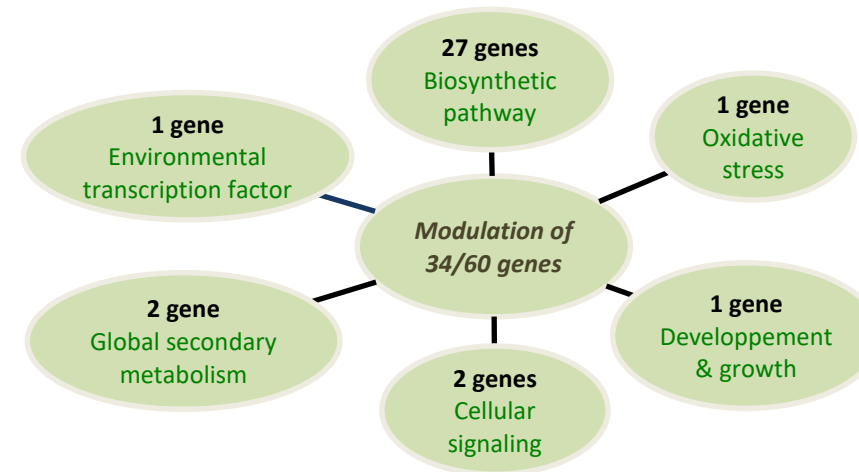 27 genes
Biosynthetic
pathway
1 gene
Environmental
transcription factor
1 gene
Oxidative
stress
Modulation of
34/60 genes
2 gene
Global secondary
metabolism
1 gene
Developpement
& growth
2 genes
Cellular
signaling